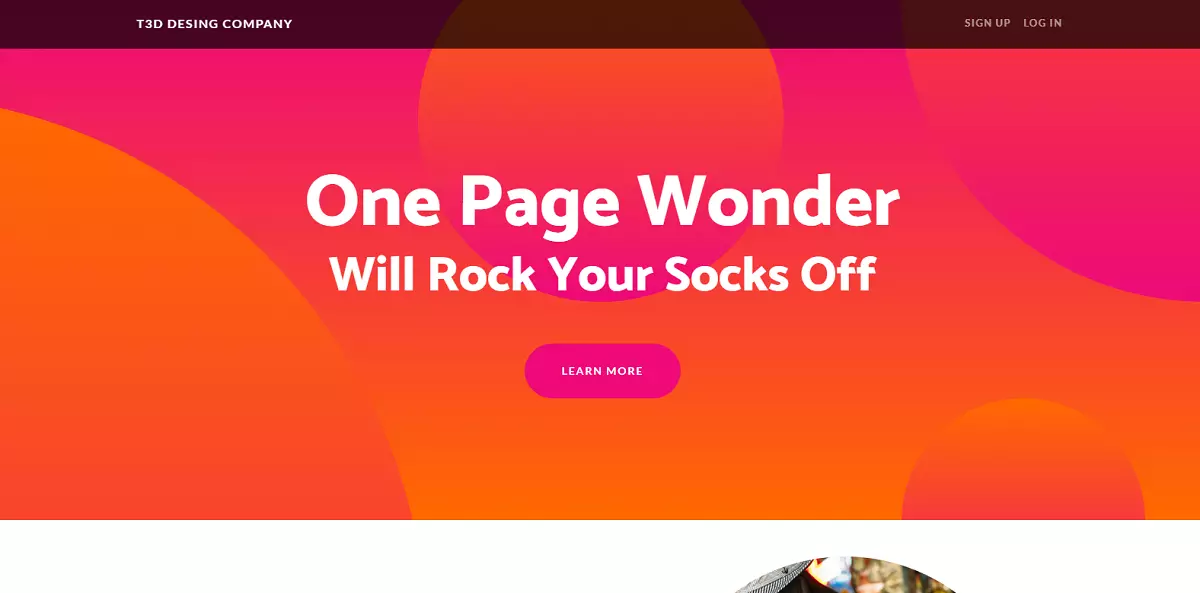 T3D DESING COMPANY
SIGN UP LOG IN
One Page Wonder
Will Rock Your Socks Off
LEARN MORE